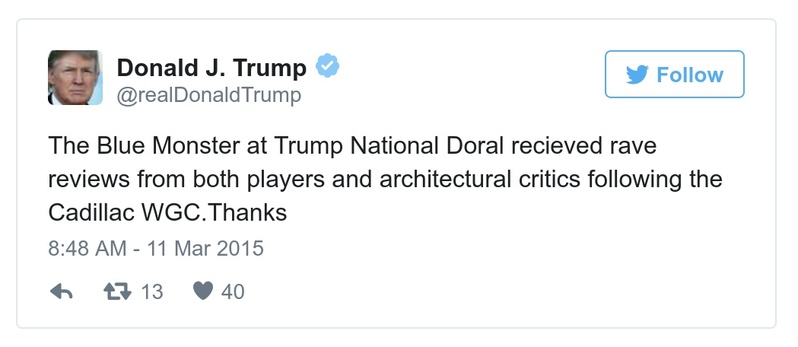 Donald J. Trump
@realDonaldTrump
Follow
The Blue Monster at Trump National Doral recieved rave
reviews from both players and architectural critics following the
Cadillac WGC.Thanks
8:48 AM - 11 Mar 2015
13 40